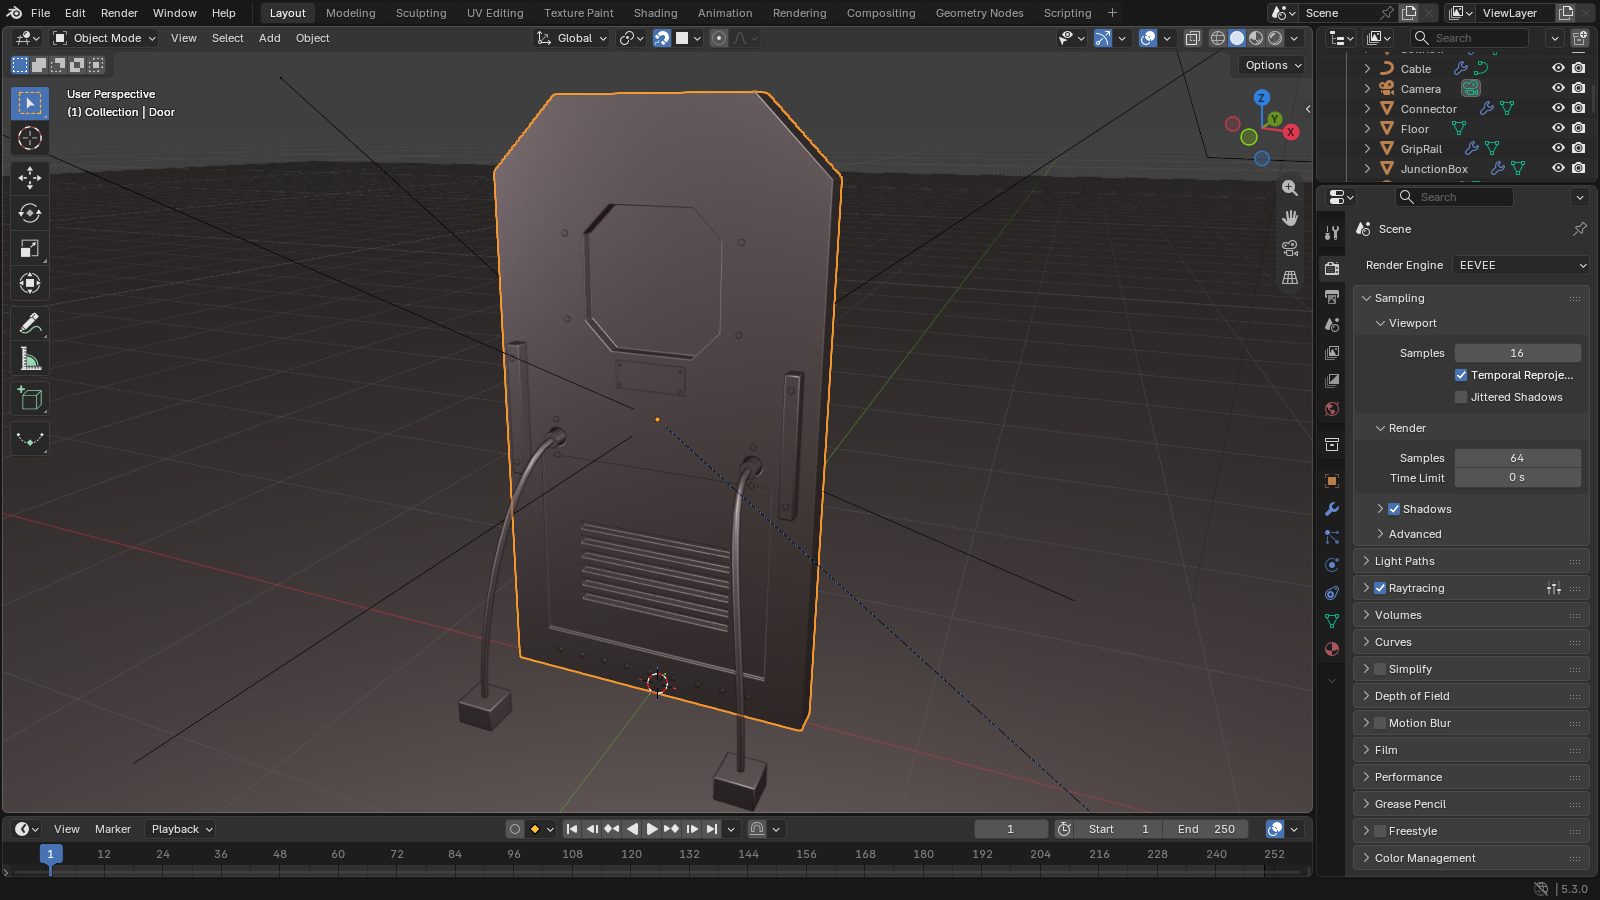 File Edit Render Window Help Layout Modeling Sculpting UV Editing Texture Paint Shading Animation Rendering Compositing Geometry Nodes Scripting + Scene ViewLayer
Object Mode View Select Add Object Global Search
Options
User Perspective
(1) Collection | Door
Z
Y
X
Cable
Camera
Connector
Floor
GripRail
JunctionBox
Search
Scene
Render Engine EEVEE
Sampling
Viewport
Samples 16
Temporal Reproje...
Jittered Shadows
Render
Samples 64
Time Limit 0 s
Shadows
Advanced
Light Paths
Raytracing
Volumes
Curves
Simplify
Depth of Field
Motion Blur
Film
Performance
Grease Pencil
Freestyle
Color Management
View Marker Playback 1 Start 1 End 250
1 12 24 36 48 60 72 84 96 108 120 132 144 156 168 180 192 204 216 228 240 252
5.3.0